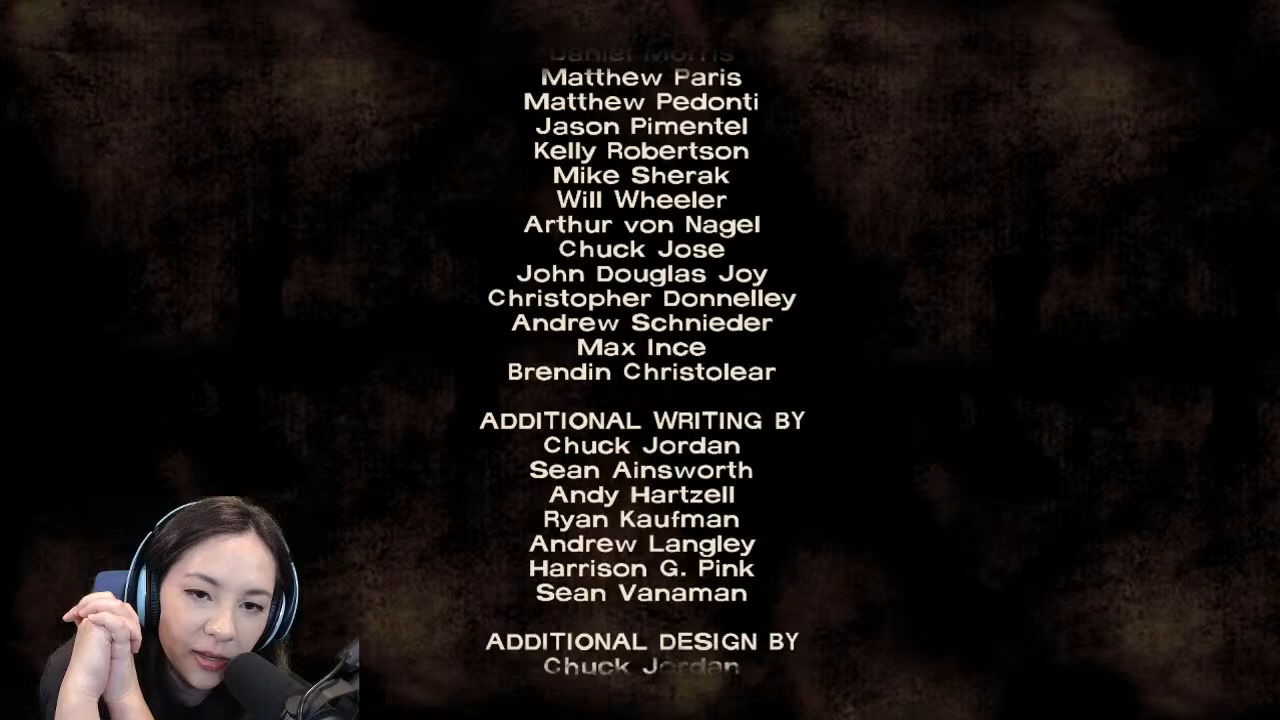 Daniel Morris
Matthew Paris
Matthew Pedonti
Jason Pimentel
Kelly Robertson
Mike Sherak
Will Wheeler
Arthur von Nagel
Chuck Jose
John Douglas Joy
Christopher Donnelley
Andrew Schnieder
Max Ince
Brendin Christolear
ADDITIONAL WRITING BY
Chuck Jordan
Sean Ainsworth
Andy Hartzell
Ryan Kaufman
Andrew Langley
Harrison G. Pink
Sean Vanaman
ADDITIONAL DESIGN BY
Chuck Jordan